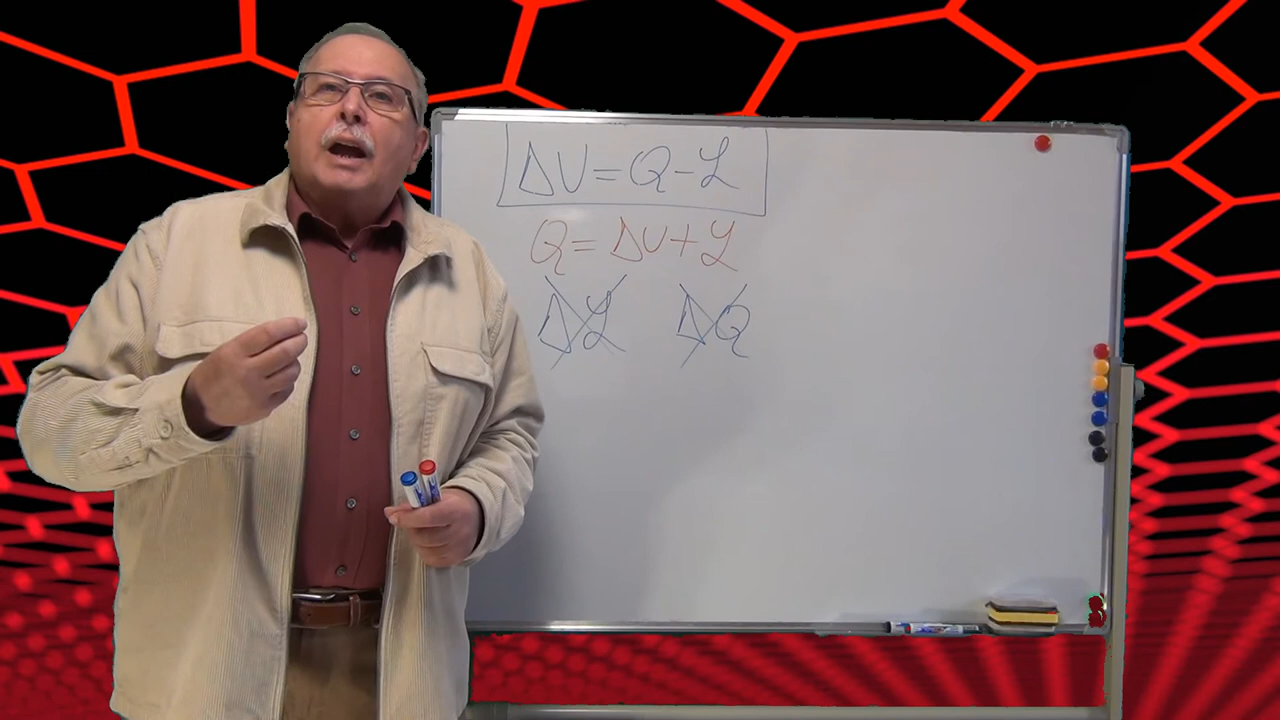 ΔU = Q - ℒ
Q = ΔU + ℒ
Δℒ ΔQ